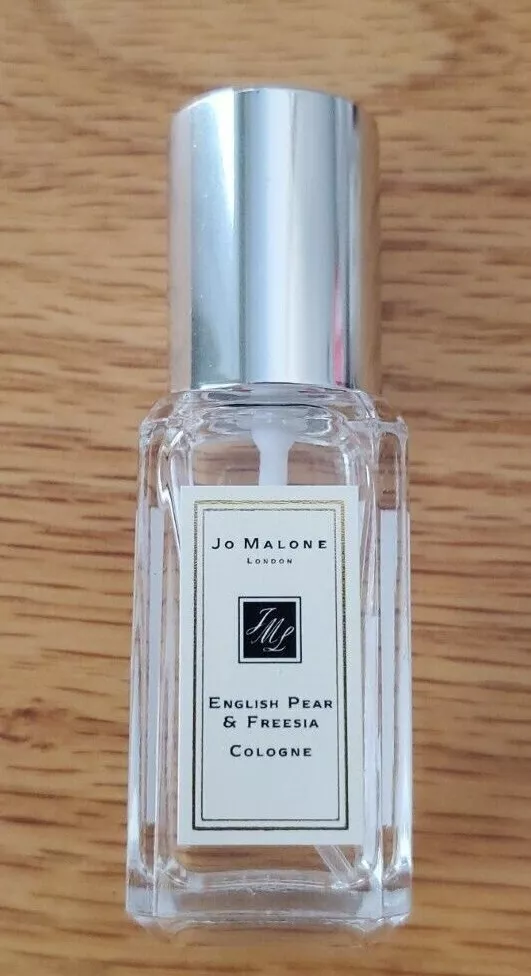 Jo Malone
London
JML
English Pear
& Freesia
Cologne